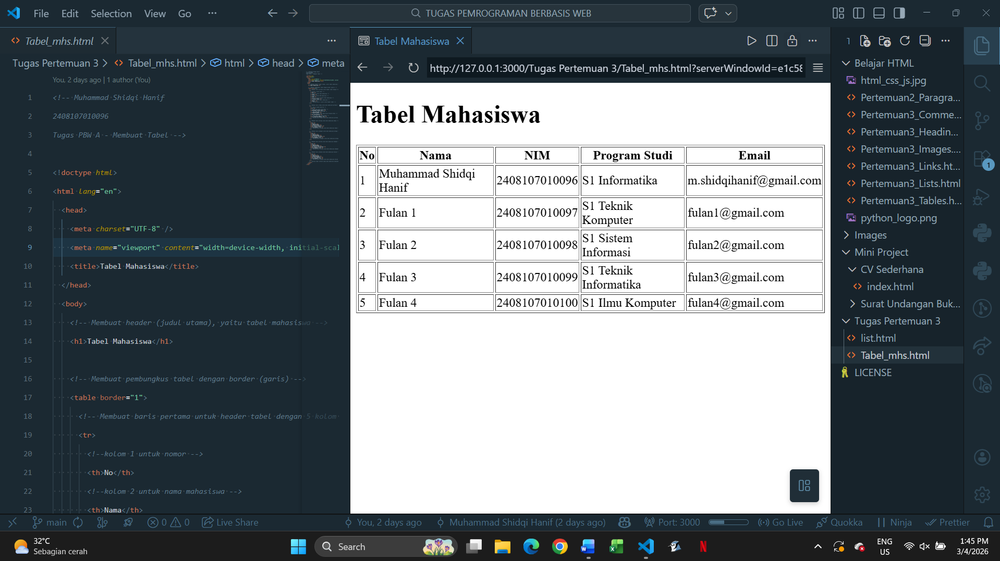 File Edit Selection View Go
TUGAS PEMROGRAMAN BERBASIS WEB
Tabel_mhs.html
Tugas Pertemuan 3 > Tabel_mhs.html > html > head > meta
You, 2 days ago | 1 author (You)
1 <!-- Muhammad Shidqi Hanif
2 2408107010096
3 Tugas PBW A - Membuat Tabel -->
4
5 <!doctype html>
6 <html lang="en">
7 <head>
8 <meta charset="UTF-8" />
9 <meta name="viewport" content="width=device-width, initial-scal
10 <title>Tabel Mahasiswa</title>
11 </head>
12 <body>
13 <!-- Membuat header (judul utama), yaitu tabel mahasiswa -->
14 <h1>Tabel Mahasiswa</h1>
15
16 <!-- Membuat pembungkus tabel dengan border (garis) -->
17 <table border="1">
18 <!-- Membuat baris pertama untuk header tabel dengan 5 kolom
19 <tr>
20 <!--kolom 1 untuk nomor -->
21 <th>No</th>
22 <!--kolom 2 untuk nama mahasiswa -->
23 <th>Nama</th>
Tabel Mahasiswa
http://127.0.0.1:3000/Tugas Pertemuan 3/Tabel_mhs.html?serverWindowId=e1c58
Tabel Mahasiswa
No Nama NIM Program Studi Email
1 Muhammad Shidqi Hanif 2408107010096 S1 Informatika m.shidqihanif@gmail.com
2 Fulan 1 2408107010097 S1 Teknik Komputer fulan1@gmail.com
3 Fulan 2 2408107010098 S1 Sistem Informasi fulan2@gmail.com
4 Fulan 3 2408107010099 S1 Teknik Informatika fulan3@gmail.com
5 Fulan 4 2408107010100 S1 Ilmu Komputer fulan4@gmail.com
Belajar HTML
html_css_js.jpg
Pertemuan2_Paragra...
Pertemuan3_Comme...
Pertemuan3_Headin...
Pertemuan3_Images....
Pertemuan3_Links.ht...
Pertemuan3_Lists.html
Pertemuan3_Tables.h...
python_logo.png
Images
Mini Project
CV Sederhana
index.html
Surat Undangan Buk...
Tugas Pertemuan 3
list.html
Tabel_mhs.html
LICENSE
1
main 0 0 Live Share You, 2 days ago Muhammad Shidqi Hanif (2 days ago) Port: 3000 Go Live Quokka Ninja Prettier
32°C
Sebagian cerah
Search
ENG
US
1:45 PM
3/4/2026